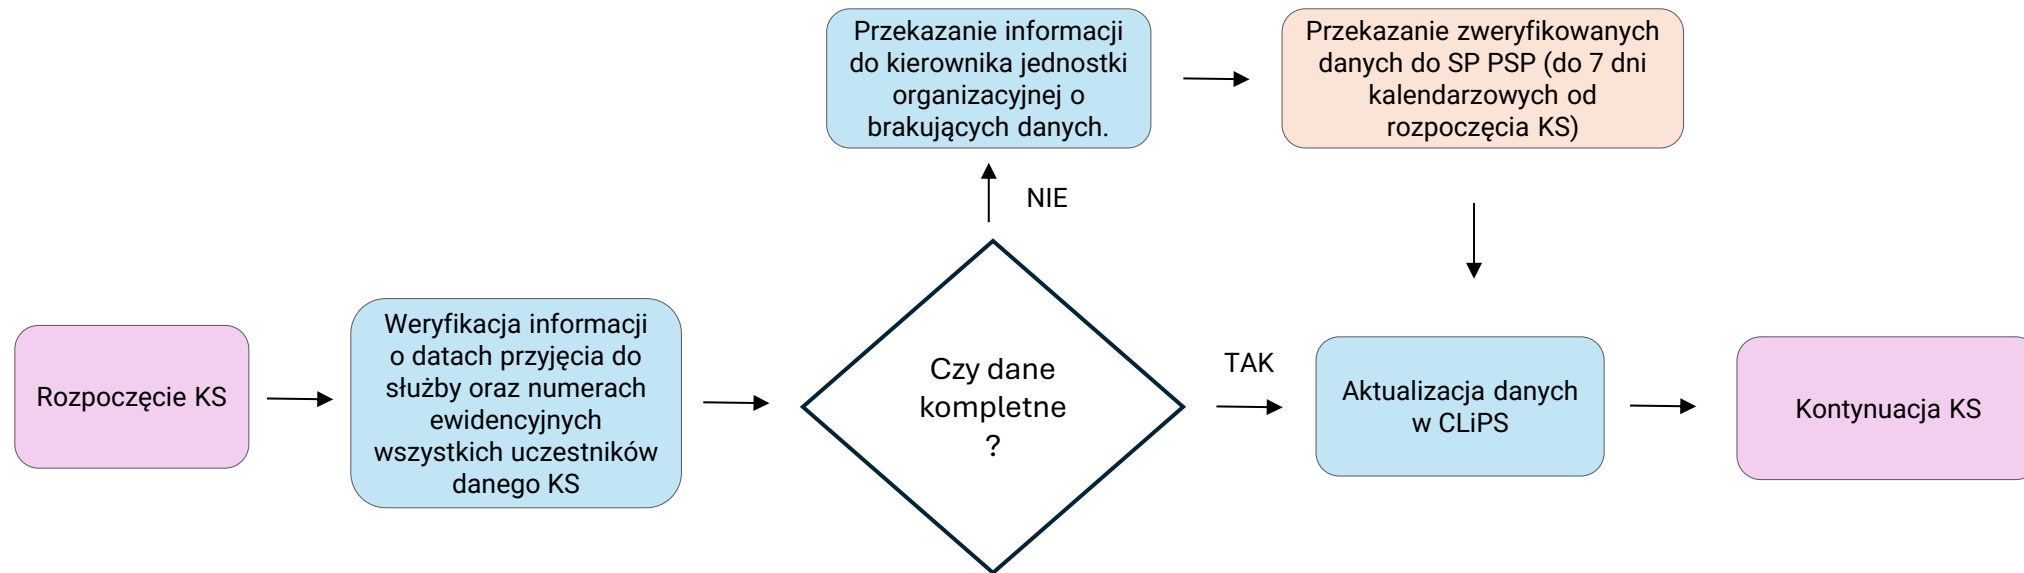 Przekazanie informacji
do kierownika jednostki
organizacyjnej o
brakujących danych.
Przekazanie zweryfikowanych
danych do SP PSP (do 7 dni
kalendarzowych od
rozpoczęcia KS)
NIE
Rozpoczęcie KS
Weryfikacja informacji
o datach przyjęcia do
służby oraz numerach
ewidencyjnych
wszystkich uczestników
danego KS
Czy dane
kompletne
?
TAK
Aktualizacja danych
w CLiPS
Kontynuacja KS